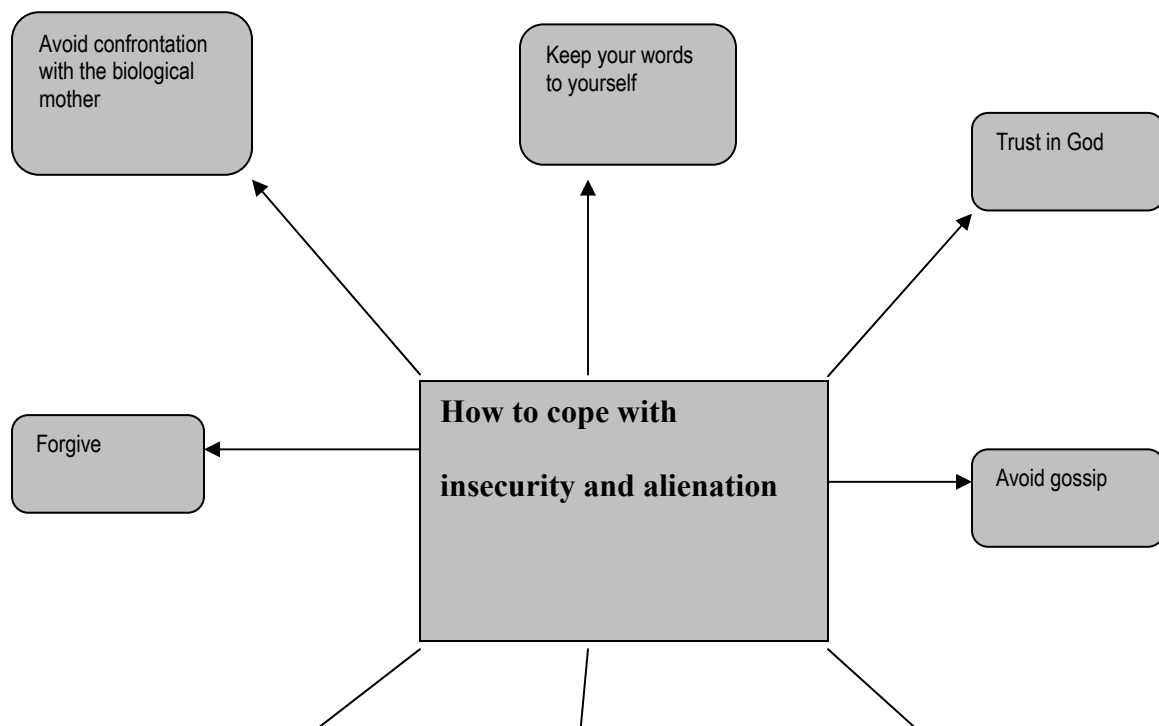 Avoid confrontation
with the biological
mother
Keep your words
to yourself
Trust in God
Forgive
How to cope with
insecurity and alienation
Avoid gossip